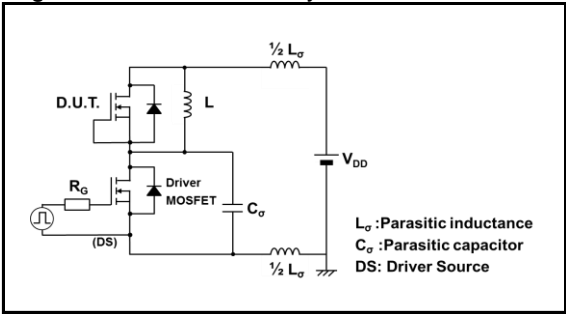 ½ Lσ
D.U.T.
L
VDD
RG
Driver
MOSFET
Cσ
(DS)
½ Lσ
Lσ :Parasitic inductance
Cσ :Parasitic capacitor
DS: Driver Source